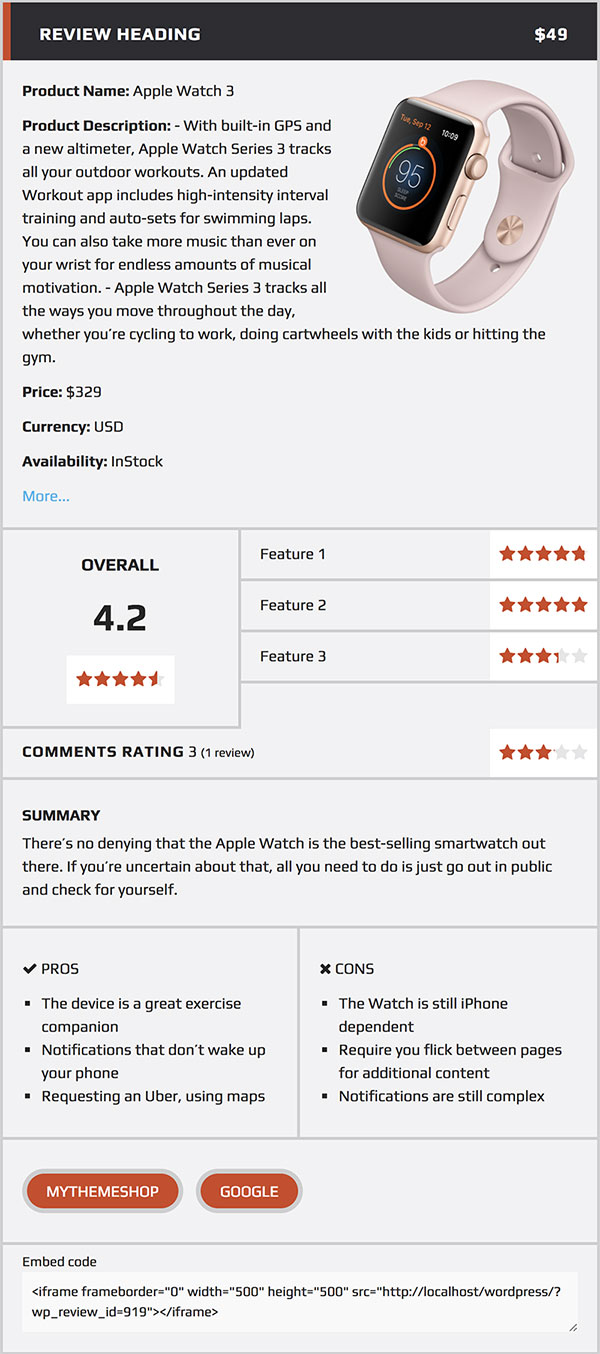 REVIEW HEADING $49
Product Name: Apple Watch 3
Tue, Sep 12
10:09
95
SLEEP
SCORE
Product Description: - With built-in GPS and
a new altimeter, Apple Watch Series 3 tracks
all your outdoor workouts. An updated
Workout app includes high-intensity interval
training and auto-sets for swimming laps.
You can also take more music than ever on
your wrist for endless amounts of musical
motivation. - Apple Watch Series 3 tracks all
the ways you move throughout the day,
whether you’re cycling to work, doing cartwheels with the kids or hitting the
gym.
Price: $329
Currency: USD
Availability: InStock
More...
OVERALL
4.2
Feature 1
Feature 2
Feature 3
COMMENTS RATING 3 (1 review)
SUMMARY
There’s no denying that the Apple Watch is the best-selling smartwatch out
there. If you’re uncertain about that, all you need to do is just go out in public
and check for yourself.
PROS
The device is a great exercise
companion
Notifications that don’t wake up
your phone
Requesting an Uber, using maps
CONS
The Watch is still iPhone
dependent
Require you flick between pages
for additional content
Notifications are still complex
MYTHEMESHOP
GOOGLE
Embed code
<iframe frameborder="0" width="500" height="500" src="http://localhost/wordpress/?
wp_review_id=919"></iframe>